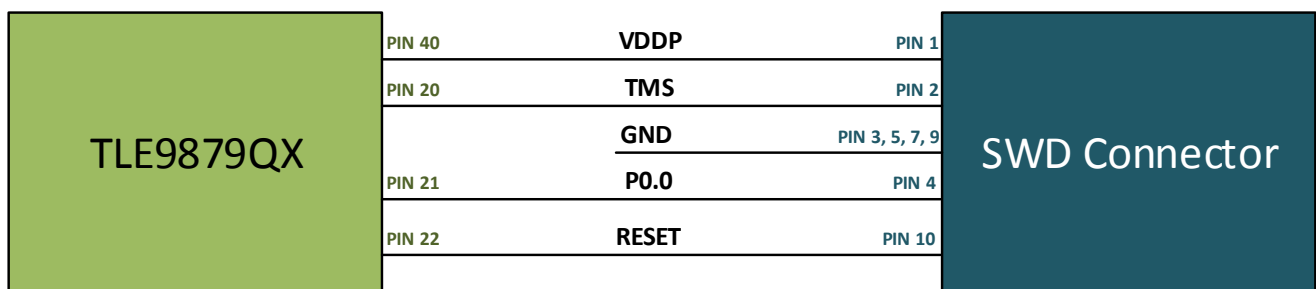 PIN 40 VDDP PIN 1
PIN 20 TMS PIN 2
GND PIN 3, 5, 7, 9
TLE9879QX
SWD Connector
PIN 21 P0.0 PIN 4
PIN 22 RESET PIN 10